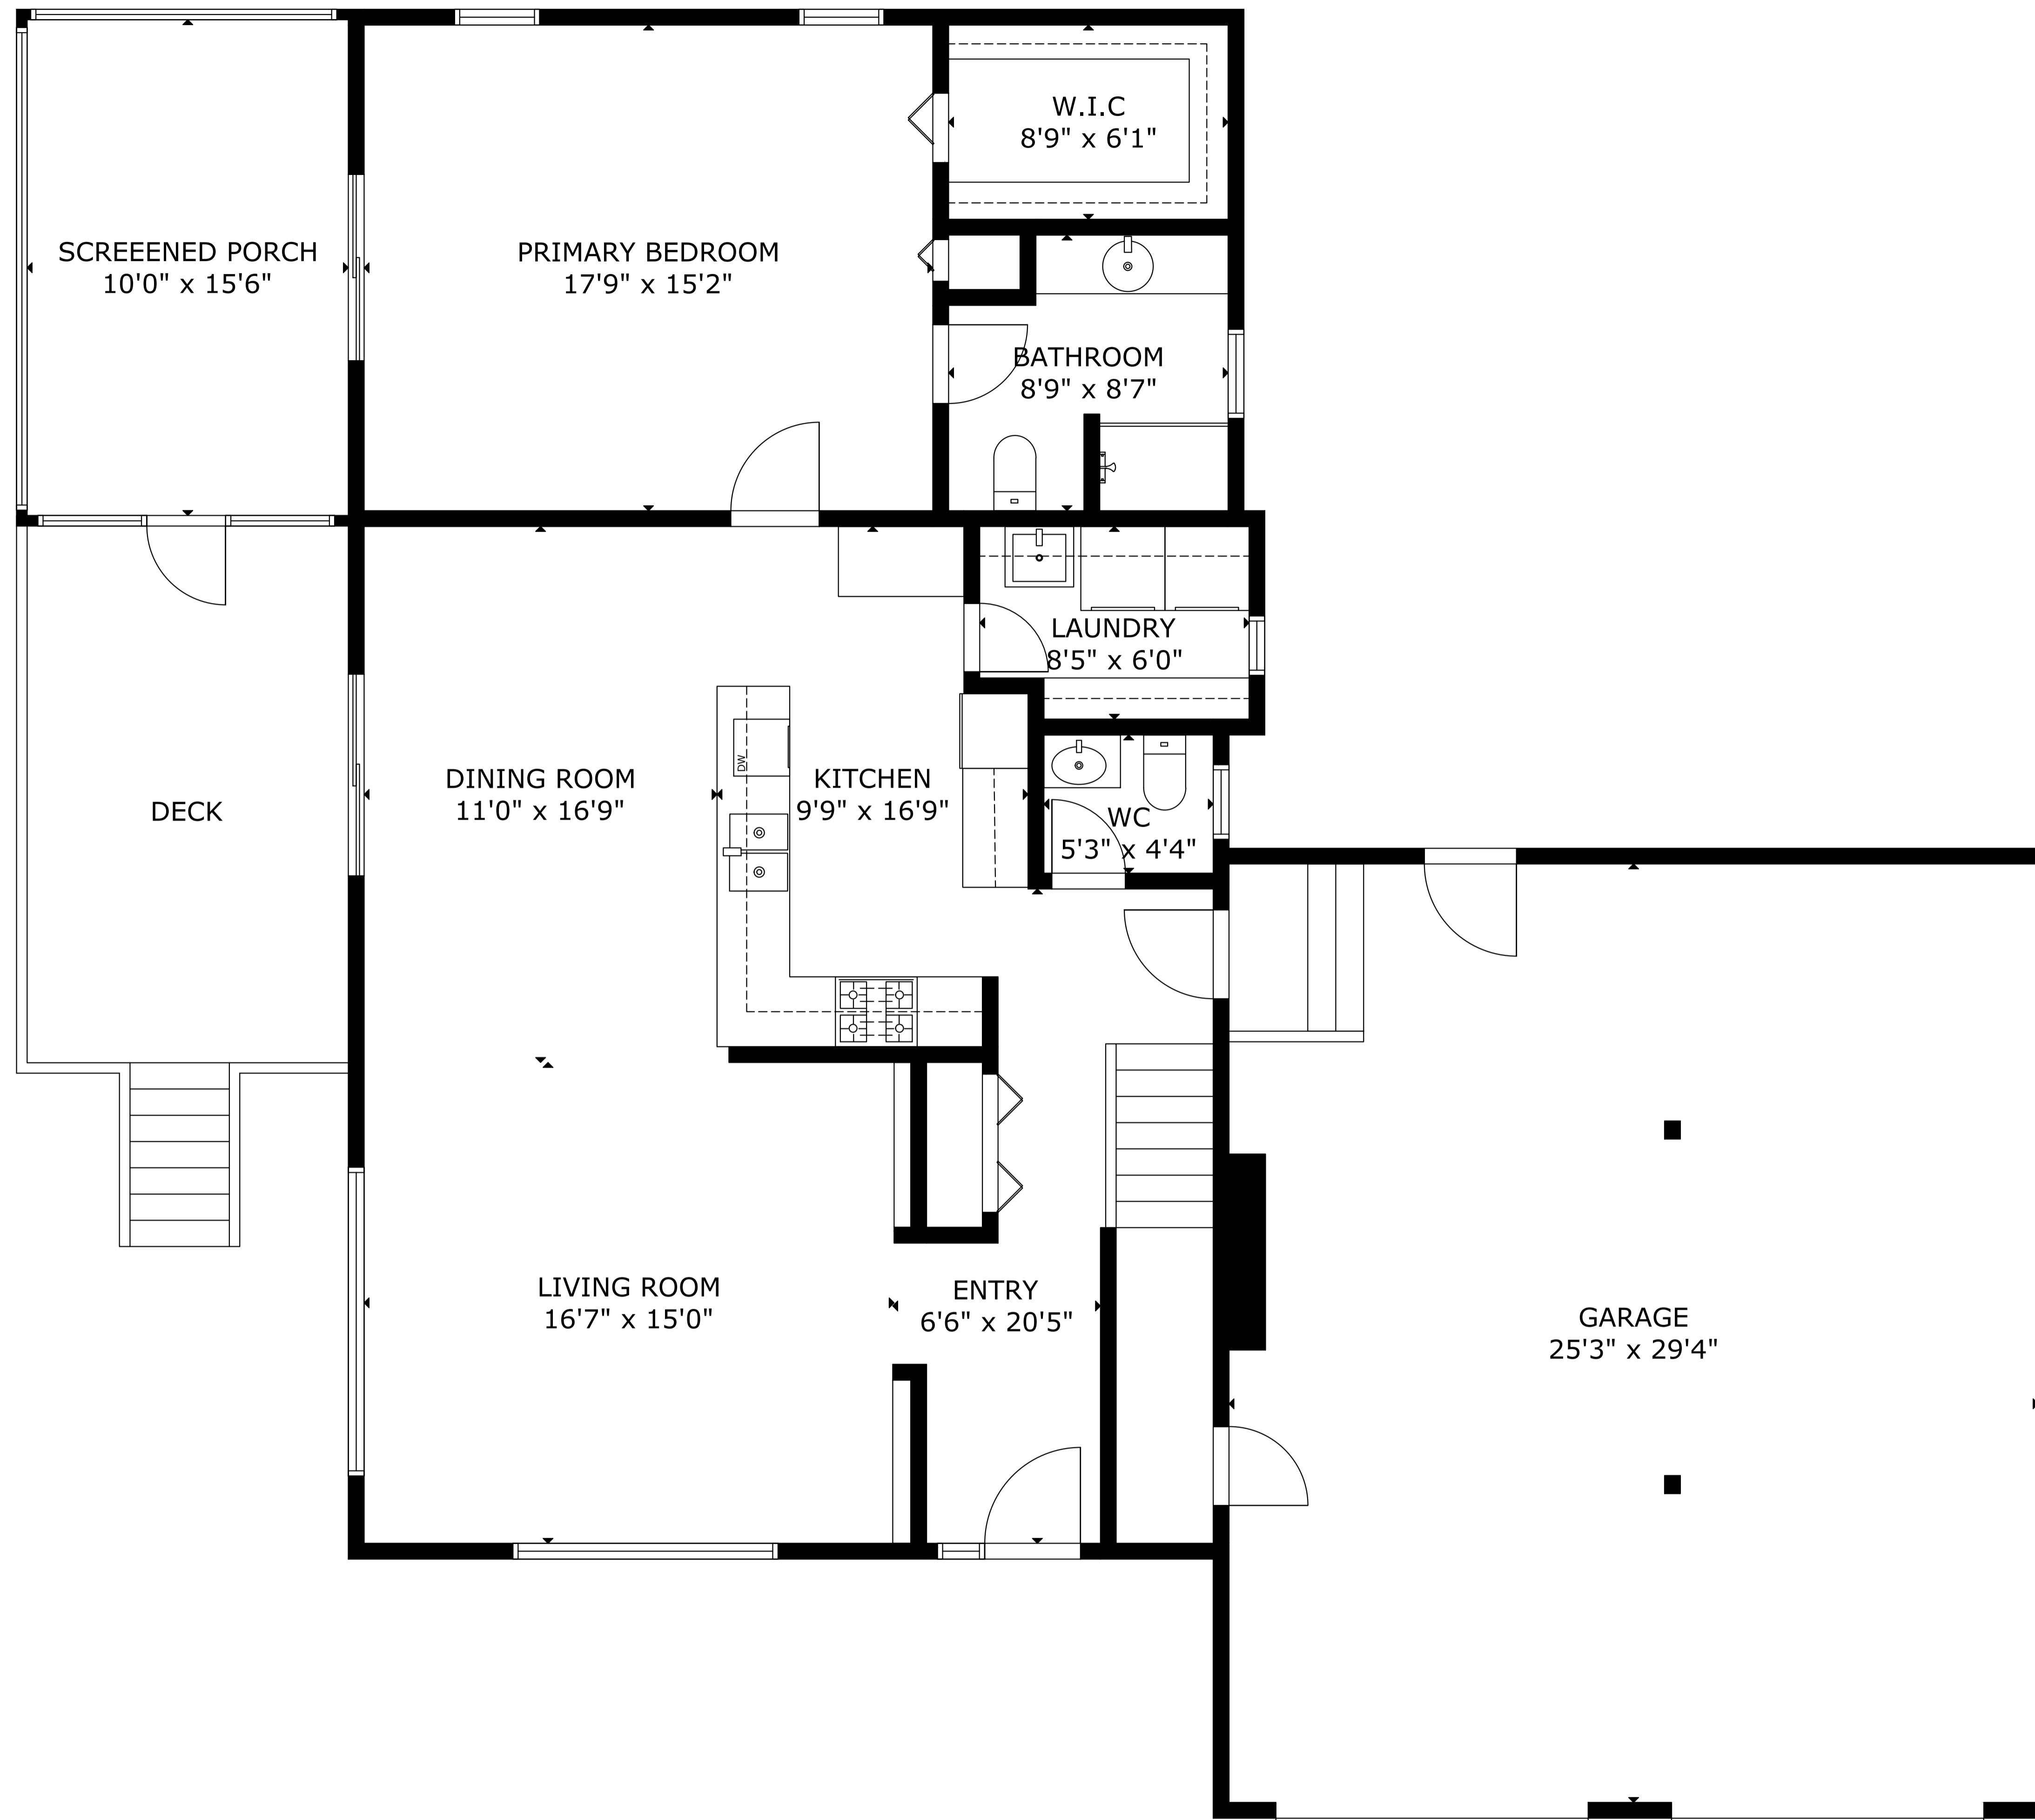 W.I.C
8'9" x 6'1"
SCREEENED PORCH
10'0" x 15'6"
PRIMARY BEDROOM
17'9" x 15'2"
BATHROOM
8'9" x 8'7"
LAUNDRY
8'5" x 6'0"
DW
DINING ROOM
11'0" x 16'9"
KITCHEN
9'9" x 16'9"
DECK
WC
5'3" x 4'4"
LIVING ROOM
16'7" x 15'0"
ENTRY
6'6" x 20'5"
GARAGE
25'3" x 29'4"